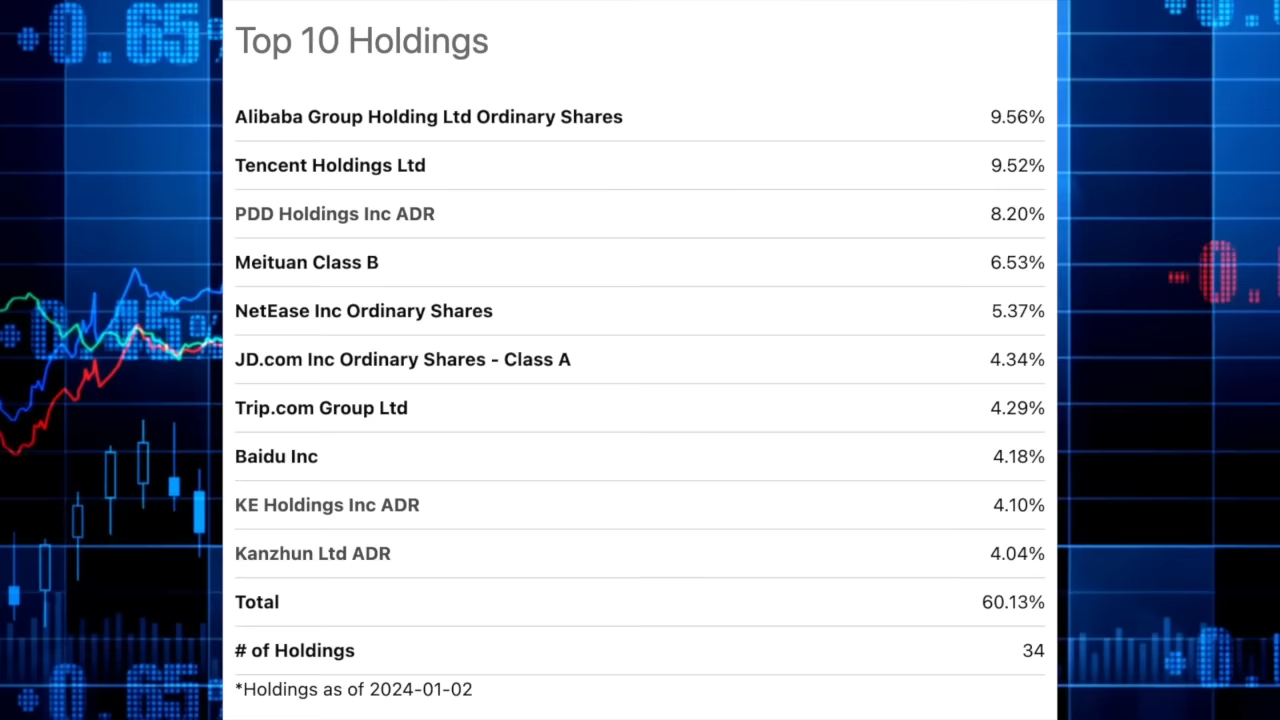 Top 10 Holdings
Alibaba Group Holding Ltd Ordinary Shares 9.56%
Tencent Holdings Ltd 9.52%
PDD Holdings Inc ADR 8.20%
Meituan Class B 6.53%
NetEase Inc Ordinary Shares 5.37%
JD.com Inc Ordinary Shares - Class A 4.34%
Trip.com Group Ltd 4.29%
Baidu Inc 4.18%
KE Holdings Inc ADR 4.10%
Kanzhun Ltd ADR 4.04%
Total 60.13%
# of Holdings 34
*Holdings as of 2024-01-02